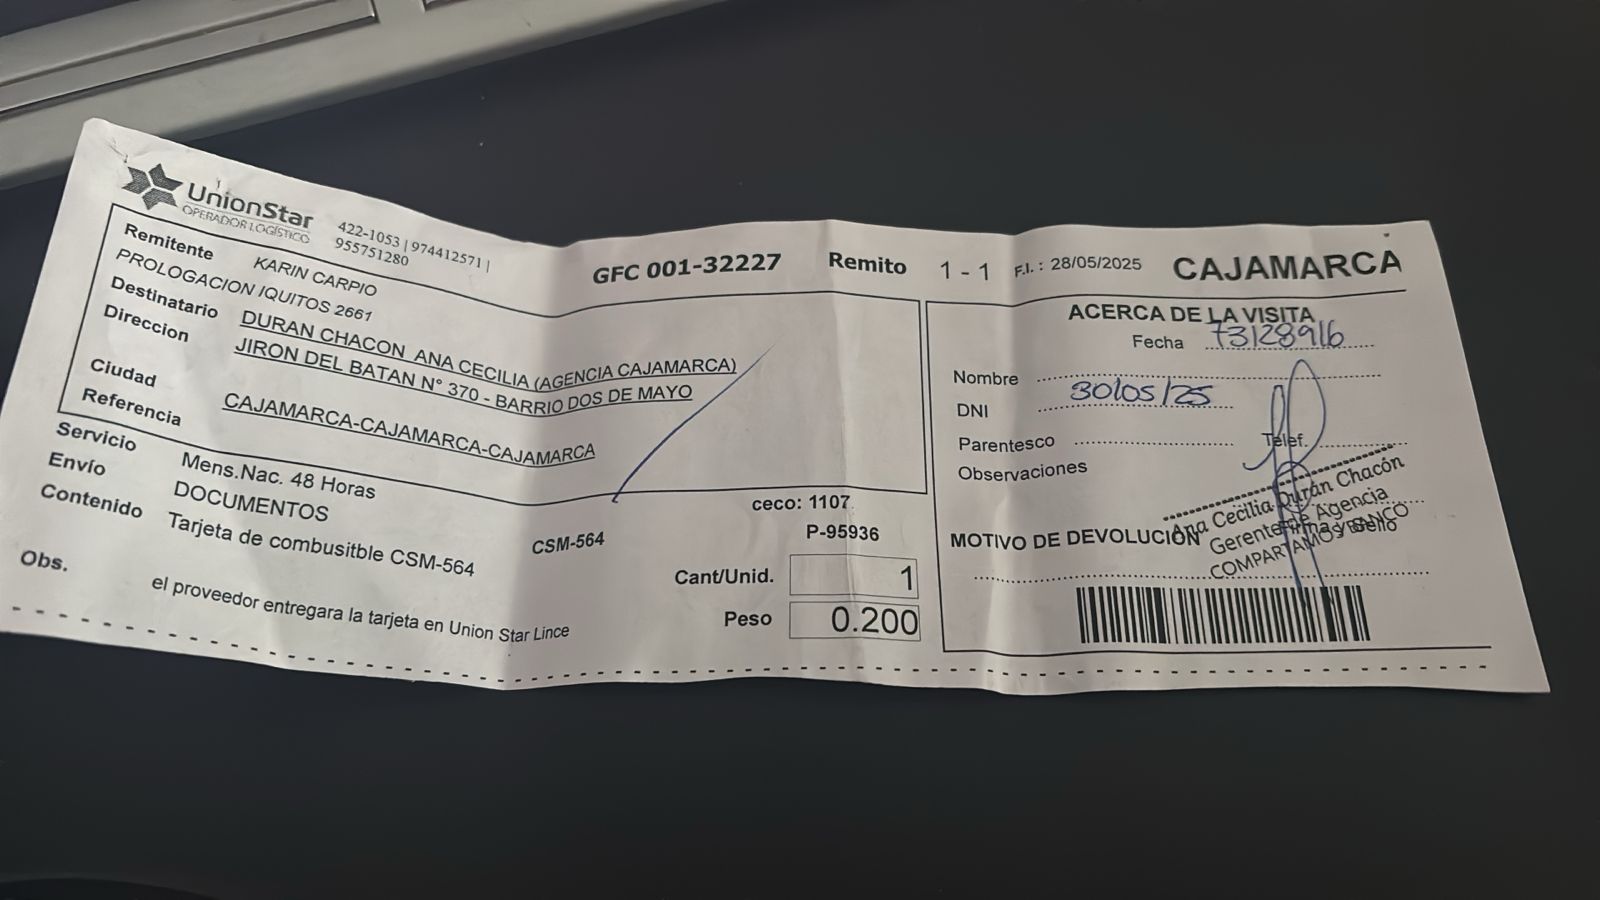 UnionStar
OPERADOR LOGÍSTICO
422-1053 | 974412571 |
955751280
GFC 001-32227 Remito 1 - 1 F.I.: 28/05/2025 CAJAMARCA
Remitente KARIN CARPIO
PROLOGACION IQUITOS 2661
Destinatario DURAN CHACON ANA CECILIA (AGENCIA CAJAMARCA)
Direccion JIRON DEL BATAN N° 370 - BARRIO DOS DE MAYO
Ciudad CAJAMARCA-CAJAMARCA-CAJAMARCA
Referencia
Servicio Mens.Nac. 48 Horas
Envío DOCUMENTOS
Contenido Tarjeta de combusitble CSM-564
CSM-564
Obs. el proveedor entregara la tarjeta en Union Star Lince
ceco: 1107
P-95936
Cant/Unid. 1
Peso 0.200
ACERCA DE LA VISITA
Fecha 73128916
Nombre
DNI 30/05/25
Parentesco Télef.
Observaciones
Ana Cecilia Durán Chacón
Gerente de Agencia
COMPARTAMOS BANCO
Firma y Sello
MOTIVO DE DEVOLUCIÓN